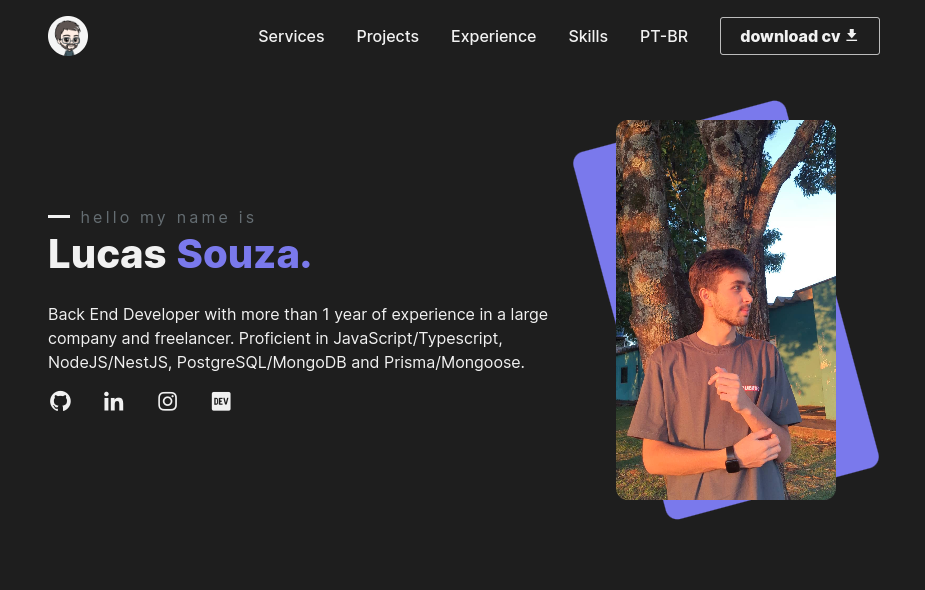 Services Projects Experience Skills PT-BR download cv
hello my name is
Lucas Souza.
Back End Developer with more than 1 year of experience in a large
company and freelancer. Proficient in JavaScript/Typescript,
NodeJS/NestJS, PostgreSQL/MongoDB and Prisma/Mongoose.
in DEV